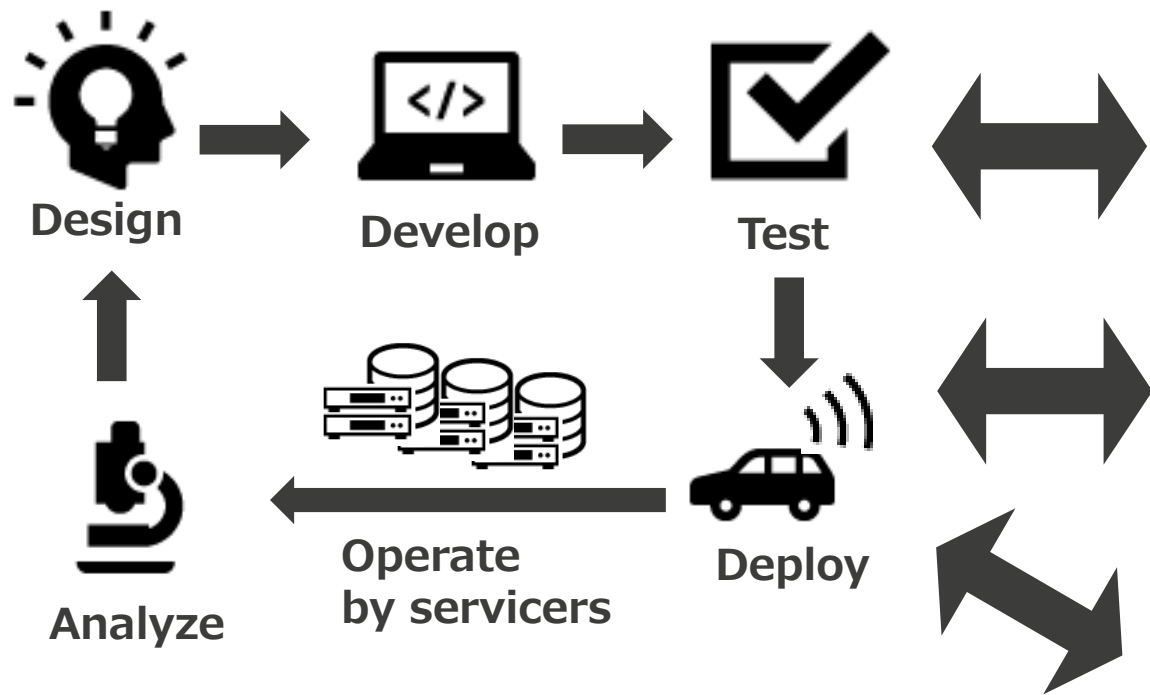 </>
Design
Develop
Test
Operate
by servicers
Deploy
Analyze